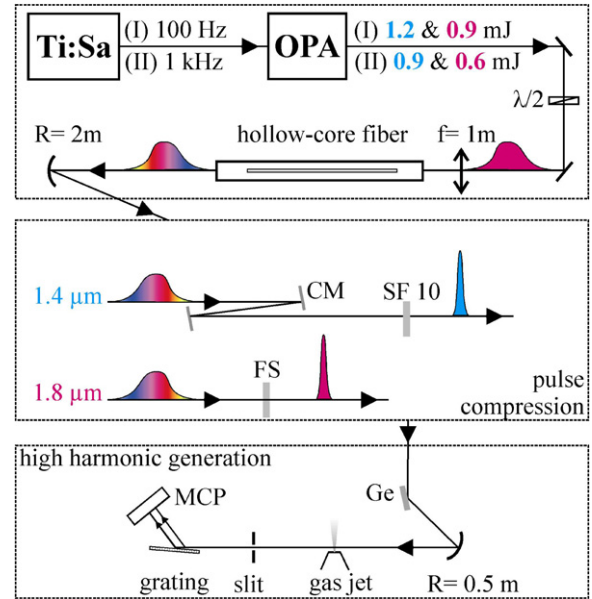 Ti:Sa
(I) 100 Hz
(II) 1 kHz
OPA
(I) 1.2 & 0.9 mJ
(II) 0.9 & 0.6 mJ
λ/2
R= 2m
hollow-core fiber
f= 1m
1.4 µm
CM
SF 10
1.8 µm
FS
pulse
compression
high harmonic generation
MCP
Ge
grating
slit
gas jet
R= 0.5 m